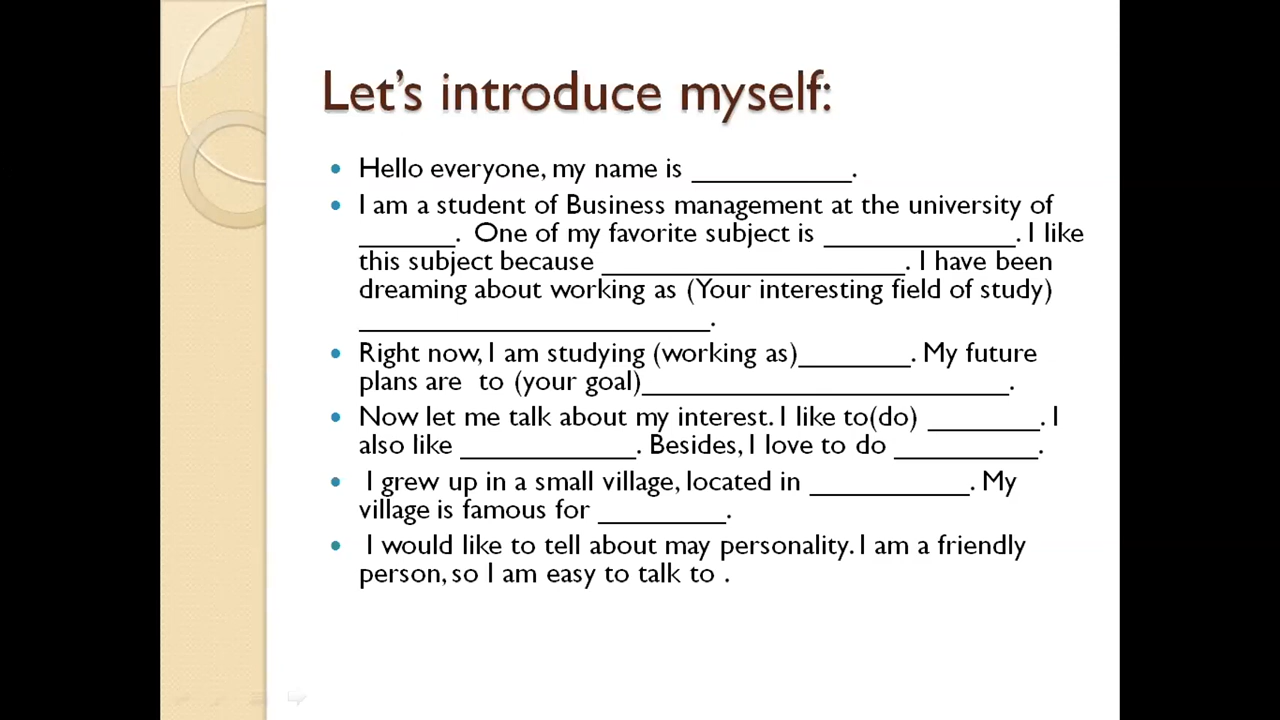 Let's introduce myself:
Hello everyone, my name is ___________.
I am a student of Business management at the university of
_______. One of my favorite subject is _____________. I like
this subject because _____________________. I have been
dreaming about working as (Your interesting field of study)
________________________.
Right now, I am studying (working as)________. My future
plans are to (your goal)_________________________.
Now let me talk about my interest. I like to(do) ________. I
also like ____________. Besides, I love to do __________.
I grew up in a small village, located in ___________. My
village is famous for _________.
I would like to tell about may personality. I am a friendly
person, so I am easy to talk to .